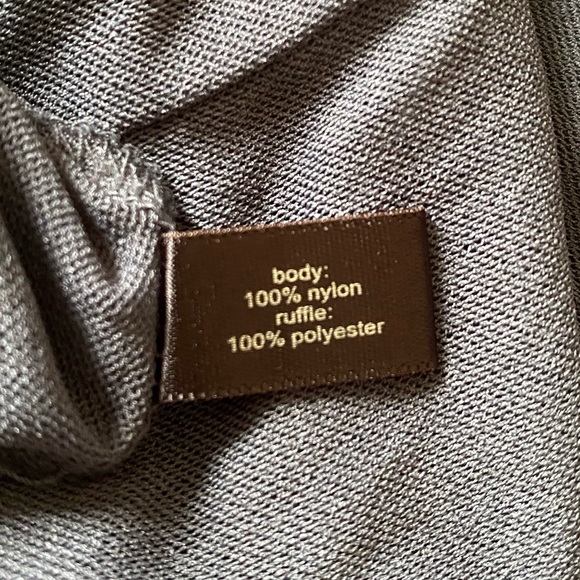 body:
100% nylon
ruffle:
100% polyester